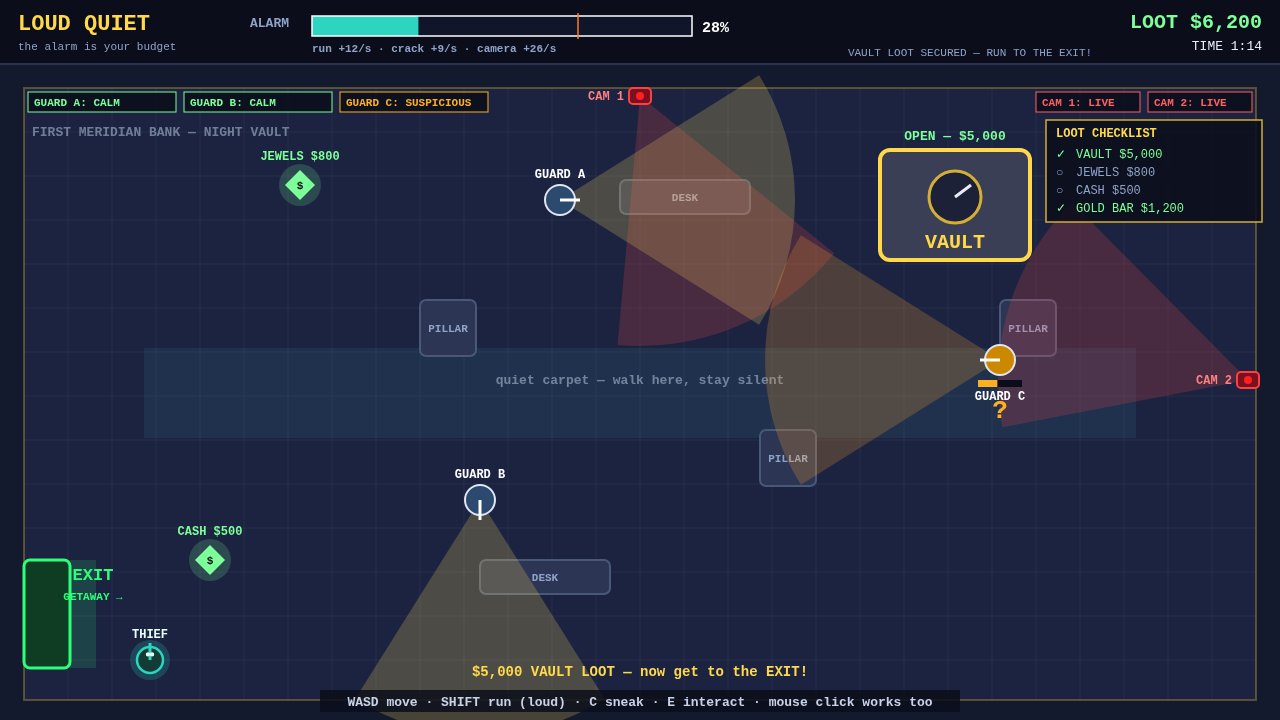 LOUD QUIET
the alarm is your budget
ALARM
28%
run +12/s · crack +9/s · camera +26/s
VAULT LOOT SECURED — RUN TO THE EXIT!
LOOT $6,200
TIME 1:14
GUARD A: CALM
GUARD B: CALM
GUARD C: SUSPICIOUS
CAM 1
CAM 1: LIVE
CAM 2: LIVE
FIRST MERIDIAN BANK — NIGHT VAULT
LOOT CHECKLIST
✓ VAULT $5,000
○ JEWELS $800
○ CASH $500
✓ GOLD BAR $1,200
OPEN — $5,000
VAULT
JEWELS $800
$
GUARD A
DESK
PILLAR
PILLAR
quiet carpet — walk here, stay silent
CAM 2
GUARD C
?
PILLAR
GUARD B
CASH $500
$
DESK
EXIT
GETAWAY →
THIEF
$5,000 VAULT LOOT — now get to the EXIT!
WASD move · SHIFT run (loud) · C sneak · E interact · mouse click works too